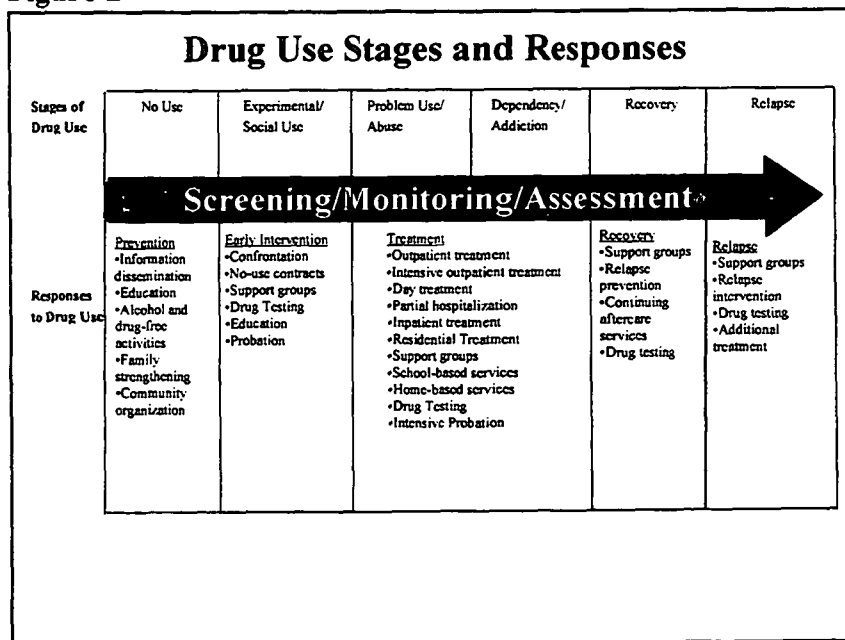 Drug Use Stages and Responses
Stages of
Drug Use
No Use
Experimental/
Social Use
Problem Use/
Abuse
Dependency/
Addiction
Recovery
Relapse
Screening/Monitoring/Assessment
Responses
to Drug Use
Prevention
•Information
dissemination
•Education
•Alcohol and
drug-free
activities
•Family
strengthening
•Community
organization
Early Intervention
•Confrontation
•No-use contracts
•Support groups
•Drug Testing
•Education
•Probation
Treatment
•Outpatient treatment
•Intensive outpatient treatment
•Day treatment
•Partial hospitalization
•Inpatient treatment
•Residential Treatment
•Support groups
•School-based services
•Home-based services
•Drug Testing
•Intensive Probation
Recovery
•Support groups
•Relapse
prevention
•Continuing
aftercare
services
•Drug testing
Relapse
•Support groups
•Relapse
intervention
•Drug testing
•Additional
treatment